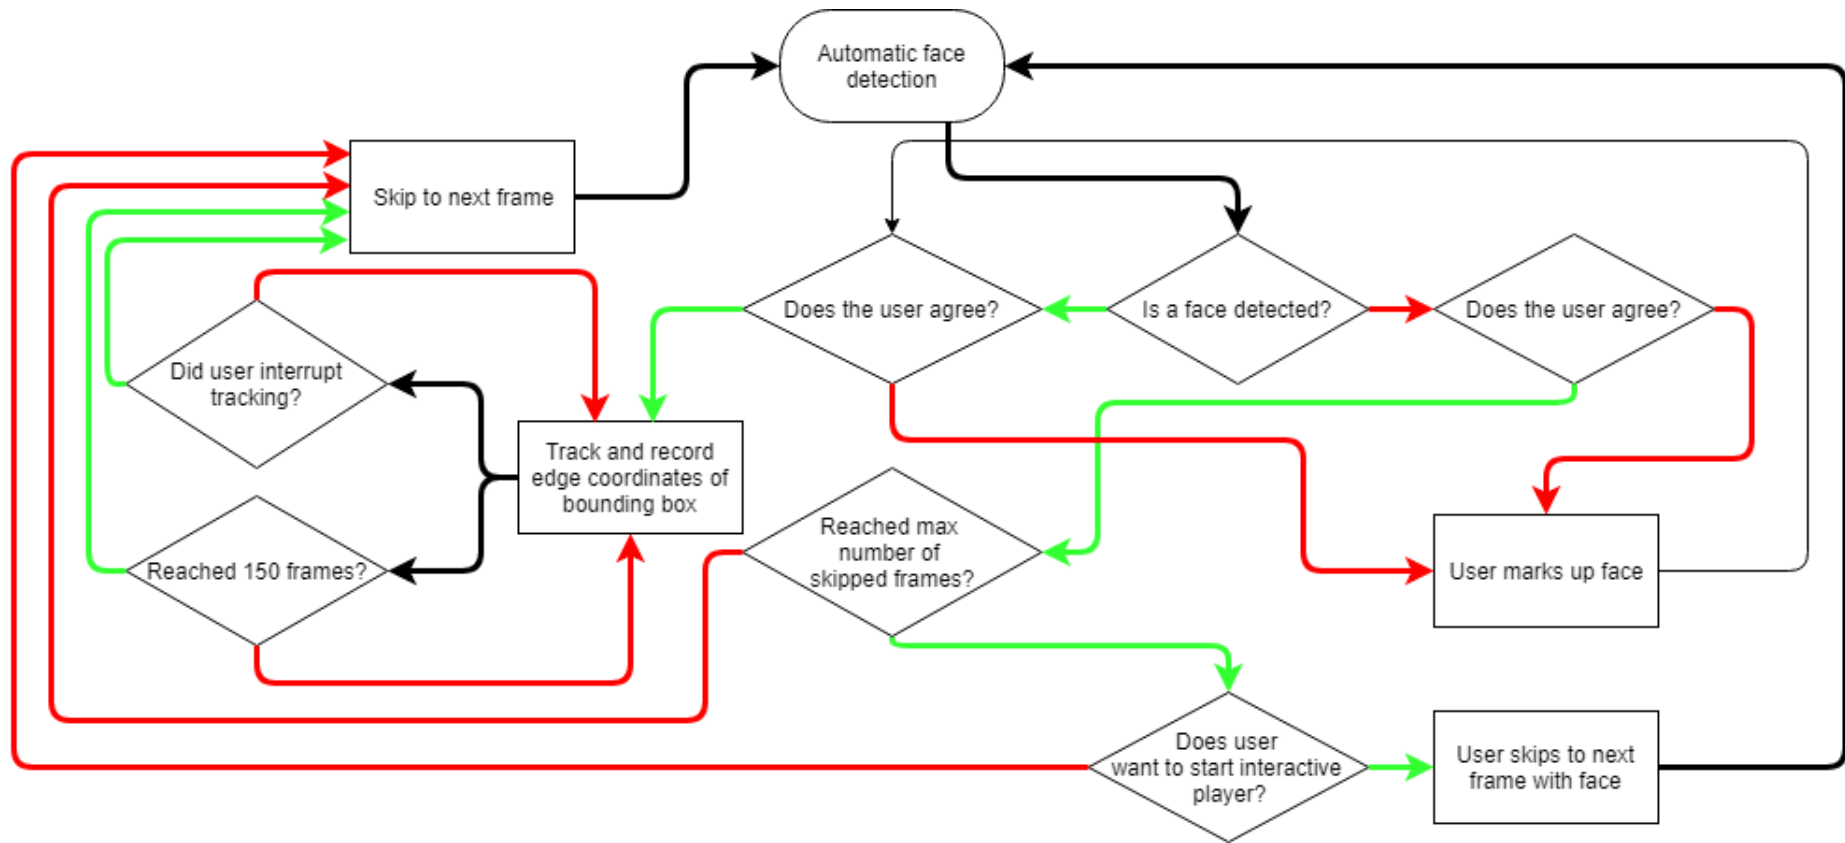 Automatic face
detection
Skip to next frame
Does the user agree?
Is a face detected?
Does the user agree?
Did user interrupt
tracking?
Track and record
edge coordinates of
bounding box
Reached max
number of
skipped frames?
Reached 150 frames?
User marks up face
Does user
want to start interactive
player?
User skips to next
frame with face